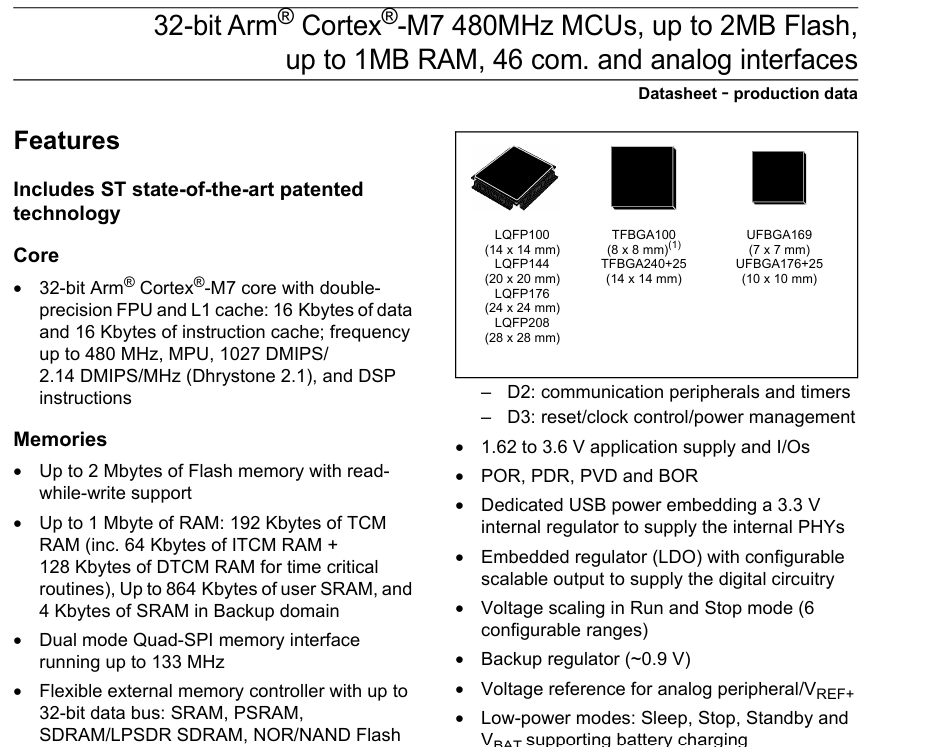 32-bit Arm® Cortex®-M7 480MHz MCUs, up to 2MB Flash,
up to 1MB RAM, 46 com. and analog interfaces
Datasheet - production data
Features
Includes ST state-of-the-art patented
technology
Core
• 32-bit Arm® Cortex®-M7 core with double-
precision FPU and L1 cache: 16 Kbytes of data
and 16 Kbytes of instruction cache; frequency
up to 480 MHz, MPU, 1027 DMIPS/
2.14 DMIPS/MHz (Dhrystone 2.1), and DSP
instructions
Memories
• Up to 2 Mbytes of Flash memory with read-
while-write support
• Up to 1 Mbyte of RAM: 192 Kbytes of TCM
RAM (inc. 64 Kbytes of ITCM RAM +
128 Kbytes of DTCM RAM for time critical
routines), Up to 864 Kbytes of user SRAM, and
4 Kbytes of SRAM in Backup domain
• Dual mode Quad-SPI memory interface
running up to 133 MHz
• Flexible external memory controller with up to
32-bit data bus: SRAM, PSRAM,
SDRAM/LPSDR SDRAM, NOR/NAND Flash
LQFP100
(14 x 14 mm)
LQFP144
(20 x 20 mm)
LQFP176
(24 x 24 mm)
LQFP208
(28 x 28 mm)
TFBGA100
(8 x 8 mm)(1)
TFBGA240+25
(14 x 14 mm)
UFBGA169
(7 x 7 mm)
UFBGA176+25
(10 x 10 mm)
– D2: communication peripherals and timers
– D3: reset/clock control/power management
• 1.62 to 3.6 V application supply and I/Os
• POR, PDR, PVD and BOR
• Dedicated USB power embedding a 3.3 V
internal regulator to supply the internal PHYs
• Embedded regulator (LDO) with configurable
scalable output to supply the digital circuitry
• Voltage scaling in Run and Stop mode (6
configurable ranges)
• Backup regulator (~0.9 V)
• Voltage reference for analog peripheral/VREF+
• Low-power modes: Sleep, Stop, Standby and
VBAT supporting battery charging